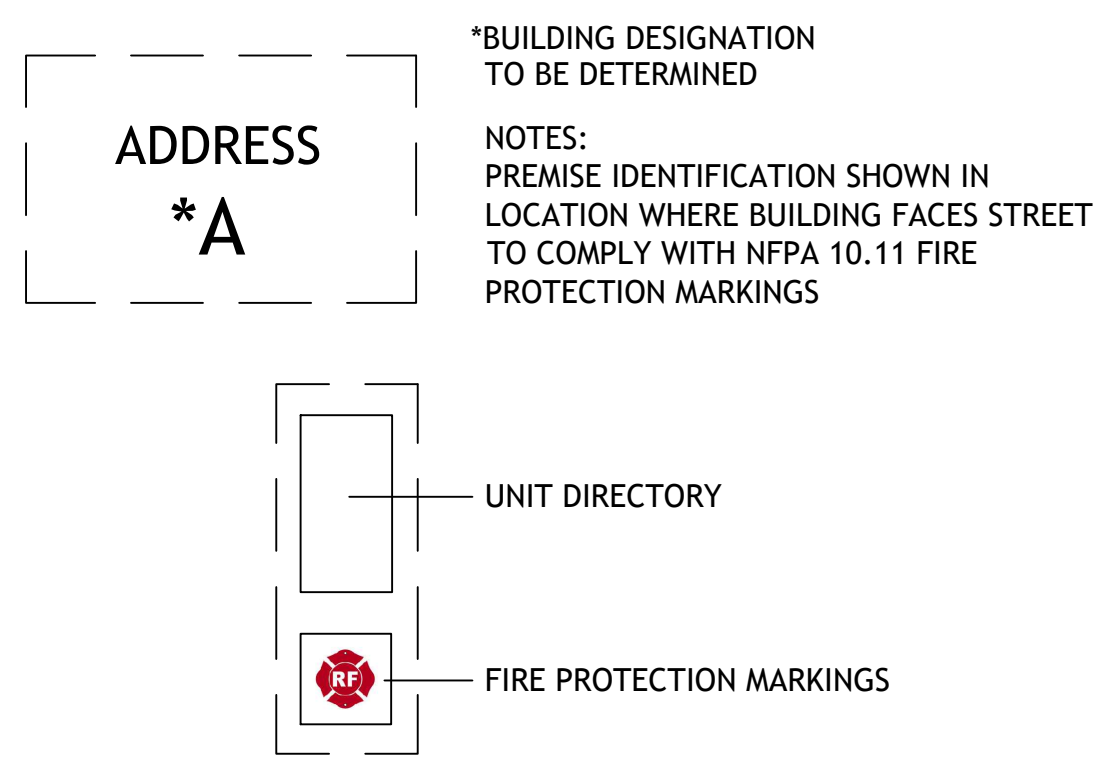 ADDRESS
*A
*BUILDING DESIGNATION
TO BE DETERMINED
NOTES:
PREMISE IDENTIFICATION SHOWN IN
LOCATION WHERE BUILDING FACES STREET
TO COMPLY WITH NFPA 10.11 FIRE
PROTECTION MARKINGS
UNIT DIRECTORY
RF
FIRE PROTECTION MARKINGS